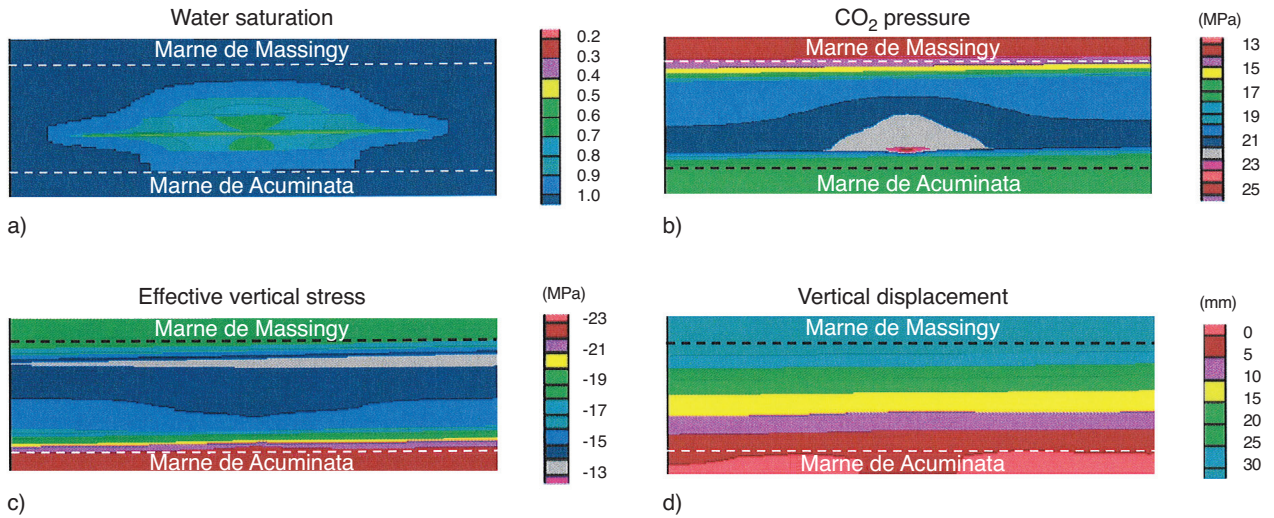 Water saturation
Marne de Massingy
Marne de Acuminata
0.2
0.3
0.4
0.5
0.6
0.7
0.8
0.9
1.0
a)
CO₂ pressure
(MPa)
Marne de Massingy
Marne de Acuminata
13
15
17
19
21
23
25
b)
Effective vertical stress
(MPa)
Marne de Massingy
Marne de Acuminata
-23
-21
-19
-17
-15
-13
c)
Vertical displacement
(mm)
Marne de Massingy
Marne de Acuminata
0
5
10
15
20
25
30
d)